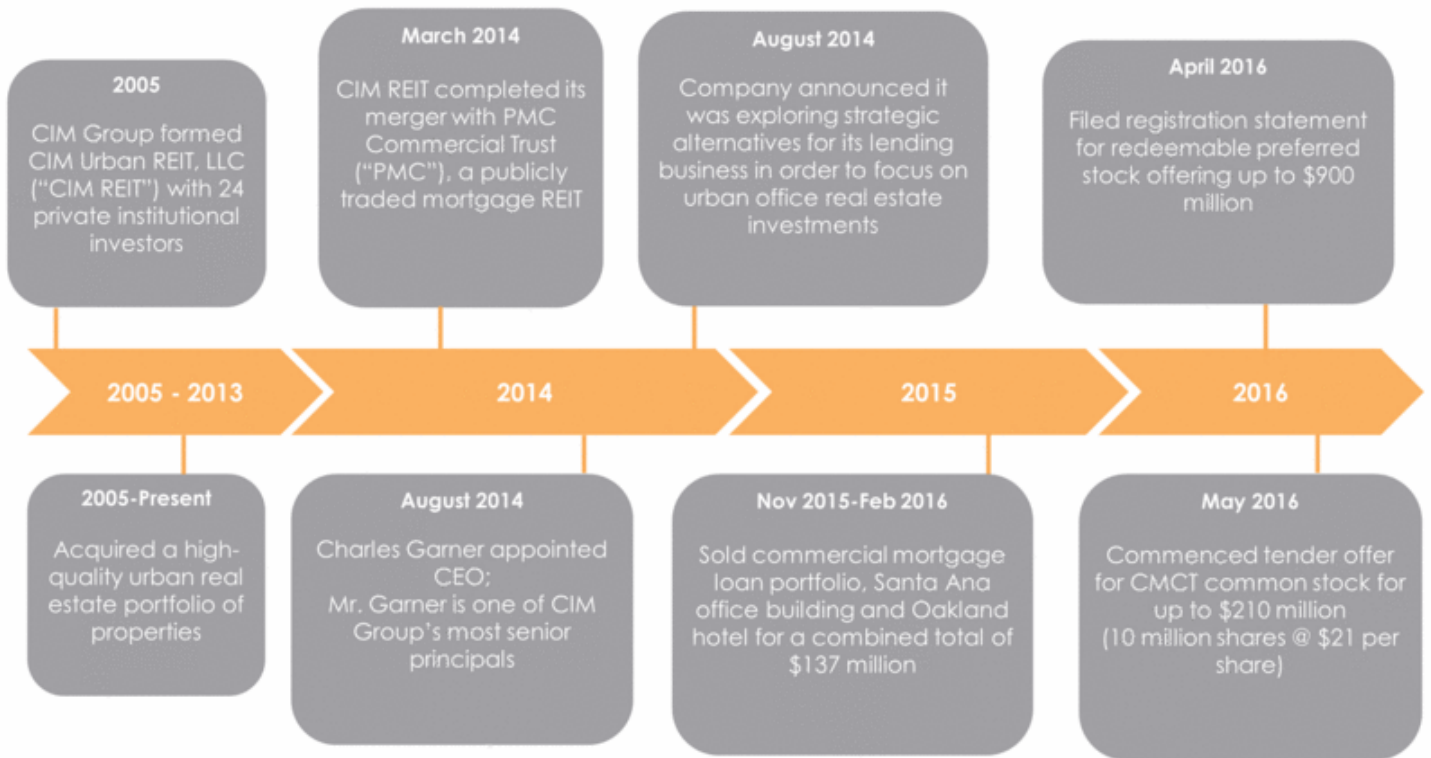 2005
CIM Group formed
CIM Urban REIT, LLC
(“CIM REIT”) with 24
private institutional
investors
March 2014
CIM REIT completed its
merger with PMC
Commercial Trust
(“PMC”), a publicly
traded mortgage REIT
August 2014
Company announced it
was exploring strategic
alternatives for its lending
business in order to focus on
urban office real estate
investments
April 2016
Filed registration statement
for redeemable preferred
stock offering up to $900
million
2005 - 2013
2014
2015
2016
2005-Present
Acquired a high-
quality urban real
estate portfolio of
properties
August 2014
Charles Garner appointed
CEO;
Mr. Garner is one of CIM
Group’s most senior
principals
Nov 2015-Feb 2016
Sold commercial mortgage
loan portfolio, Santa Ana
office building and Oakland
hotel for a combined total of
$137 million
May 2016
Commenced tender offer
for CMCT common stock for
up to $210 million
(10 million shares @ $21 per
share)